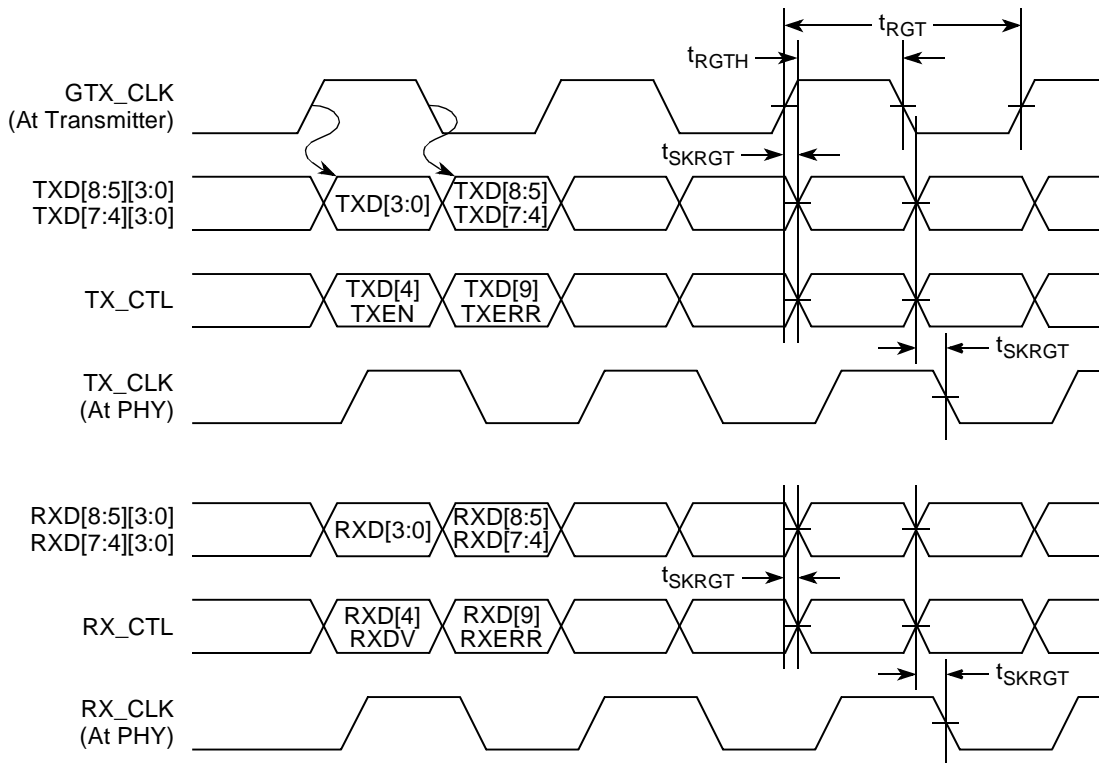 tRGT
tRGTH
GTX_CLK
(At Transmitter)
tSKRGT
TXD[8:5][3:0]
TXD[7:4][3:0]
TXD[3:0]
TXD[8:5]
TXD[7:4]
TX_CTL
TXD[4]
TXEN
TXD[9]
TXERR
tSKRGT
TX_CLK
(At PHY)
RXD[8:5][3:0]
RXD[7:4][3:0]
RXD[3:0]
RXD[8:5]
RXD[7:4]
tSKRGT
RX_CTL
RXD[4]
RXDV
RXD[9]
RXERR
tSKRGT
RX_CLK
(At PHY)